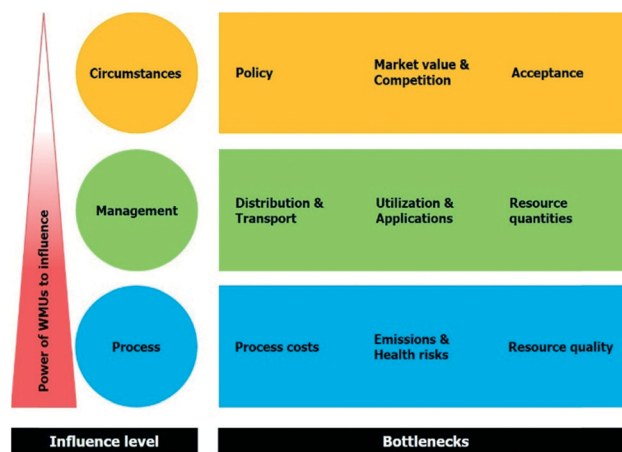 Power of WMUs to influence
Circumstances
Policy
Market value &
Competition
Acceptance
Management
Distribution &
Transport
Utilization &
Applications
Resource
quantities
Process
Process costs
Emissions &
Health risks
Resource quality
Influence level
Bottlenecks